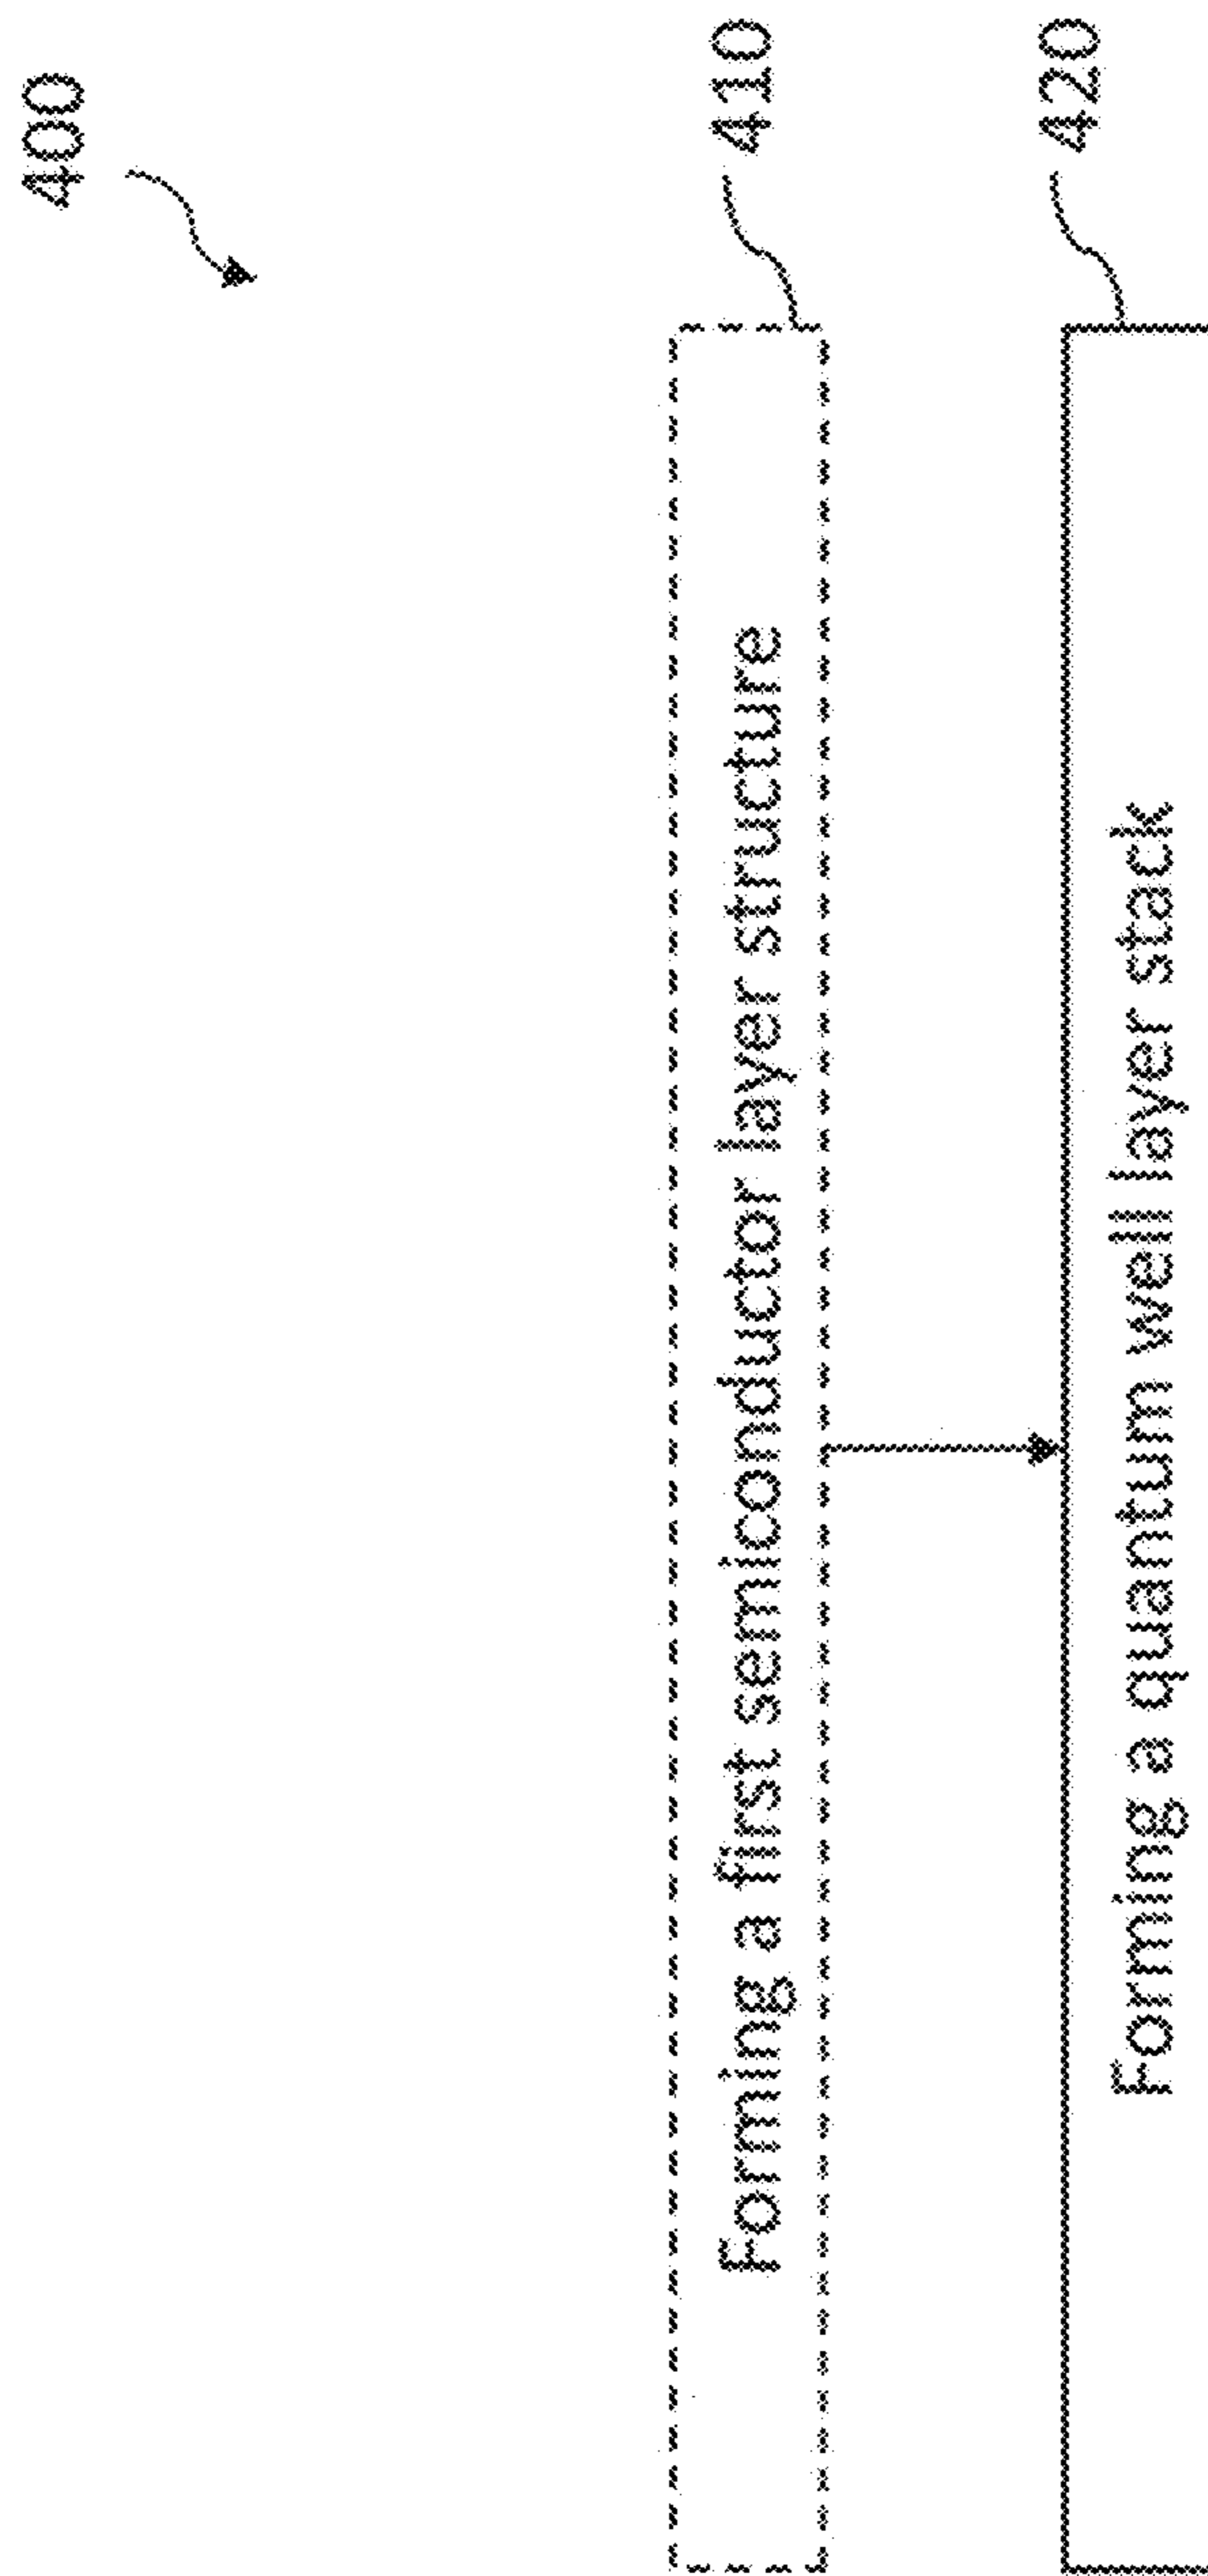 400
410
Forming a first semiconductor layer structure
420
Forming a quantum well layer stack